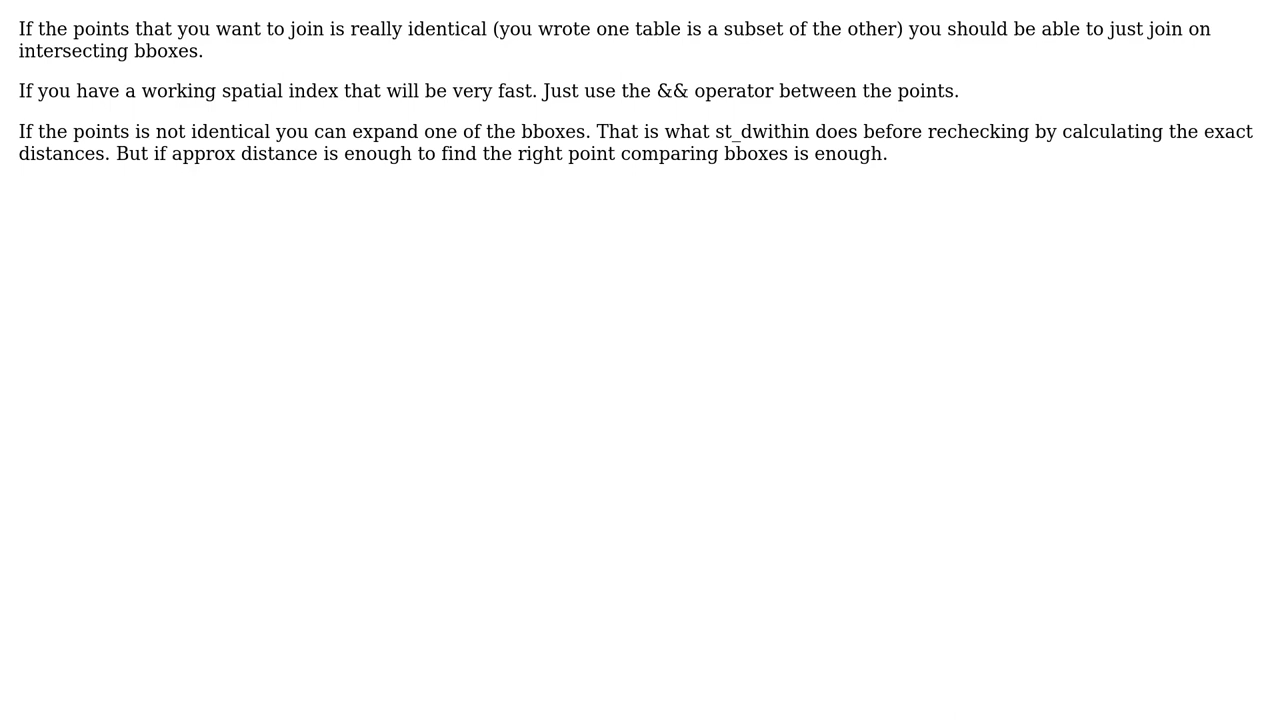 If the points that you want to join is really identical (you wrote one table is a subset of the other) you should be able to just join on
intersecting bboxes.
If you have a working spatial index that will be very fast. Just use the && operator between the points.
If the points is not identical you can expand one of the bboxes. That is what st_dwithin does before rechecking by calculating the exact
distances. But if approx distance is enough to find the right point comparing bboxes is enough.